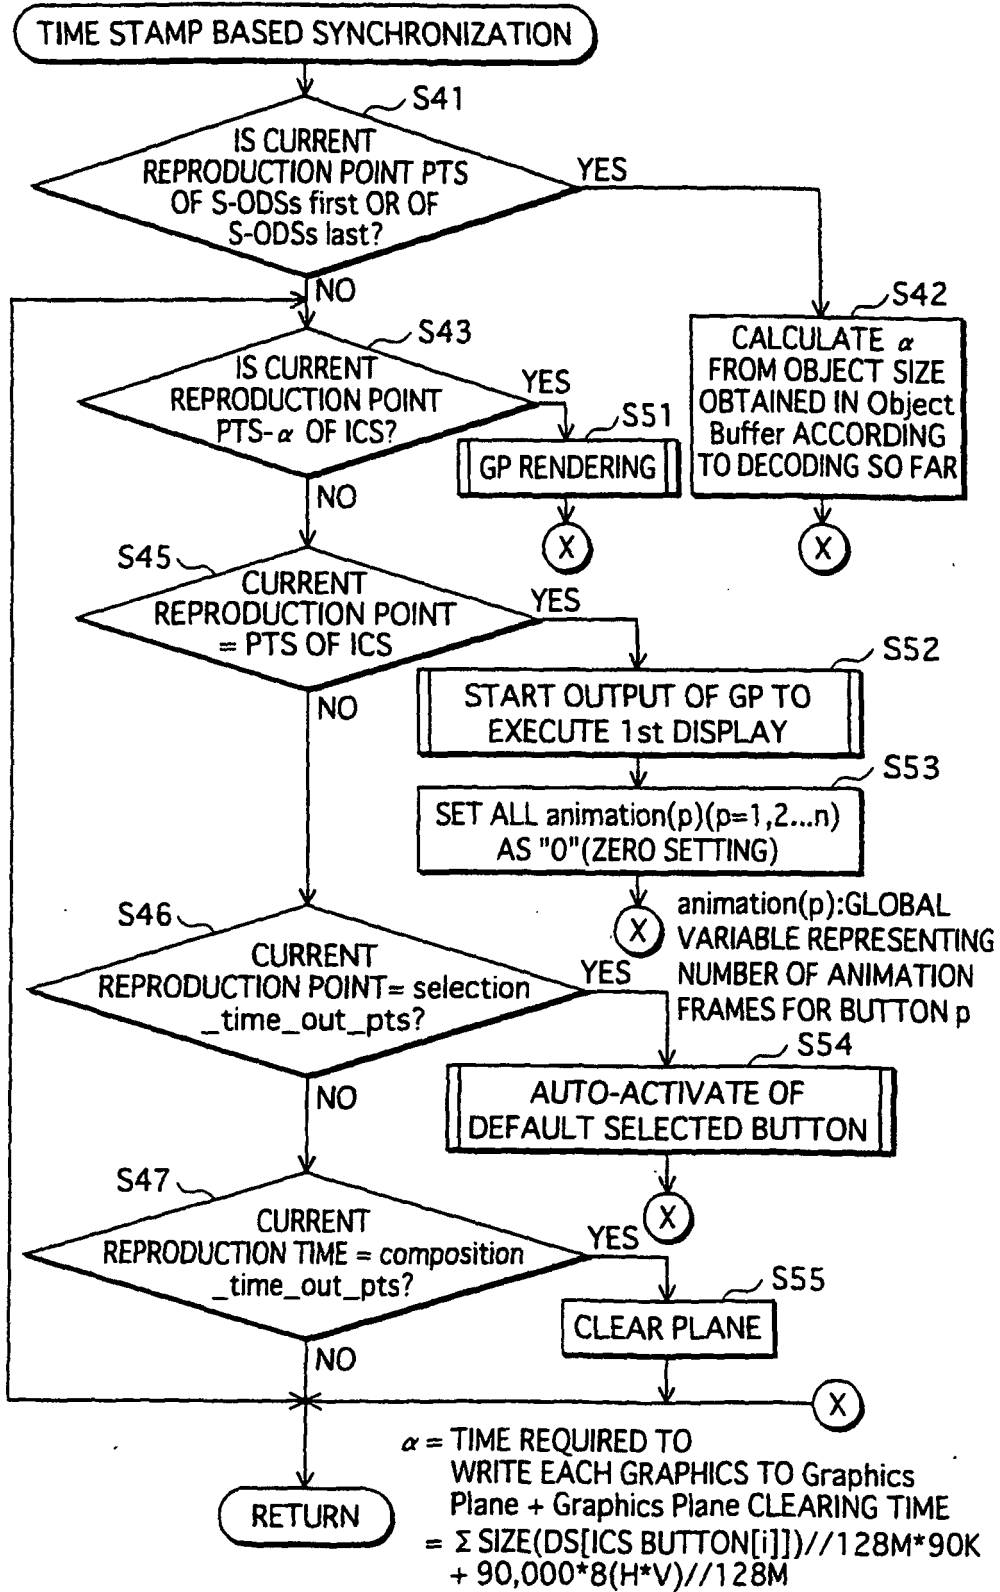 TIME STAMP BASED SYNCHRONIZATION
S41
IS CURRENT
REPRODUCTION POINT PTS
OF S-ODSs first OR OF
S-ODSs last?
YES
NO
S42
CALCULATE α
FROM OBJECT SIZE
OBTAINED IN Object
Buffer ACCORDING
TO DECODING SO FAR
X
S43
IS CURRENT
REPRODUCTION POINT
PTS-α OF ICS?
YES
NO
S51
GP RENDERING
X
S45
CURRENT
REPRODUCTION POINT
= PTS OF ICS
YES
NO
S52
START OUTPUT OF GP TO
EXECUTE 1st DISPLAY
S53
SET ALL animation(p)(p=1,2...n)
AS "0"(ZERO SETTING)
X
animation(p):GLOBAL
VARIABLE REPRESENTING
NUMBER OF ANIMATION
FRAMES FOR BUTTON p
S46
CURRENT
REPRODUCTION POINT= selection
_time_out_pts?
YES
NO
S54
AUTO-ACTIVATE OF
DEFAULT SELECTED BUTTON
X
S47
CURRENT
REPRODUCTION TIME = composition
_time_out_pts?
YES
NO
S55
CLEAR PLANE
X
RETURN
α = TIME REQUIRED TO
WRITE EACH GRAPHICS TO Graphics
Plane + Graphics Plane CLEARING TIME
= Σ SIZE(DS[ICS BUTTON[i]])//128M*90K
+ 90,000*8(H*V)//128M